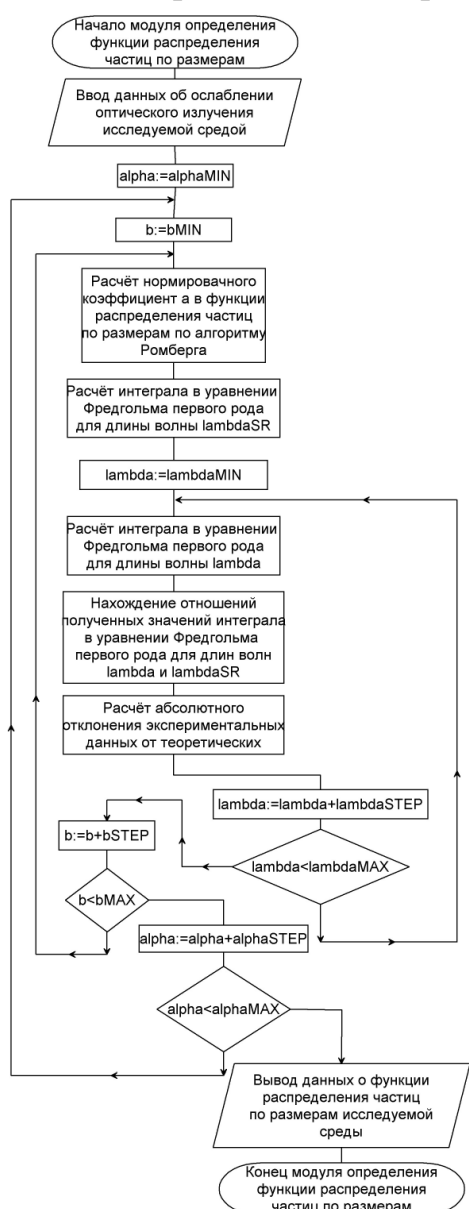 Начало модуля определения
функции распределения
частиц по размерам
Ввод данных об ослаблении
оптического излучения
исследуемой средой
alpha:=alphaMIN
b:=bMIN
Расчёт нормировачного
коэффициент a в функции
распределения частиц
по размерам по алгоритму
Ромберга
Расчёт интеграла в уравнении
Фредгольма первого рода
для длины волны lambdaSR
lambda:=lambdaMIN
Расчёт интеграла в уравнении
Фредгольма первого рода
для длины волны lambda
Нахождение отношений
полученных значений интеграла
в уравнении Фредгольма
первого рода для длин волн
lambda и lambdaSR
Расчёт абсолютного
отклонения экспериментальных
данных от теоретических
lambda:=lambda+lambdaSTEP
b:=b+bSTEP
lambda<lambdaMAX
b<bMAX
alpha:=alpha+alphaSTEP
alpha<alphaMAX
Вывод данных о функции
распределения частиц
по размерам исследуемой
среды
Конец модуля определения
функции распределения
частиц по размерам